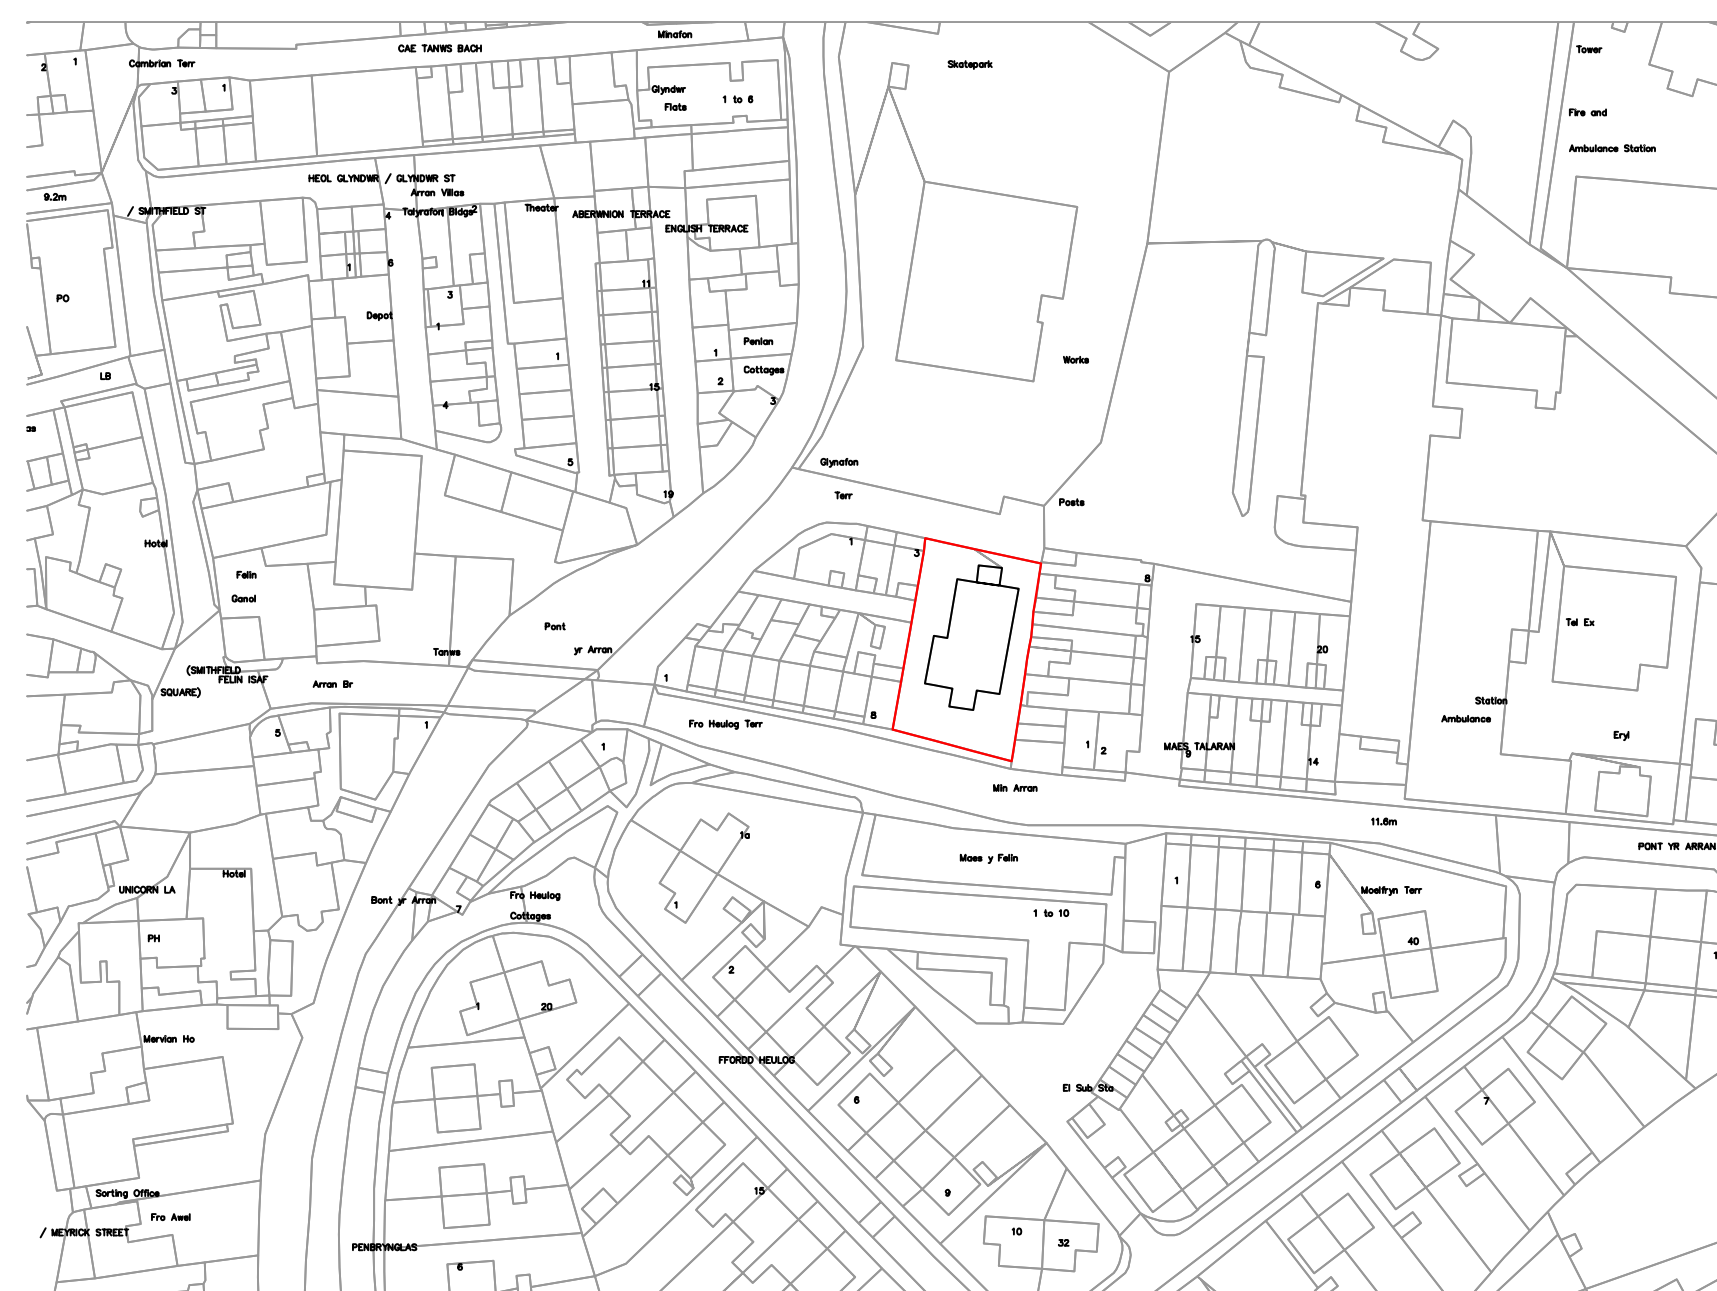 Minafon
CAE TANWS BACH
Tower
2
1
Cambrian Terr
Skatepark
3
1
Glyndwr
Flats
1 to 6
Fire and
Ambulance Station
HEOL GLYNDWR / GLYNDWR ST
9.2m
Arran Villas
/ SMITHFIELD ST
4
Talyrafon Bldgs
1
2
Theater
ABERWNION TERRACE
ENGLISH TERRACE
1
6
11
PO
3
Depot
1
Penlan
1
1
Works
LB
Cottages
2
15
3
4
Glynafon
5
Terr
19
Posts
Hotel
1
3
Felin
8
Ganol
Pont
Tel Ex
15
yr Arran
20
Tanws
(SMITHFIELD
FELIN ISAF
Arran Br
1
SQUARE)
Station
8
Ambulance
Fro Heulog Terr
1
5
Eryl
1
1
2
MAES TALARAN
9
14
Min Arran
11.6m
1a
PONT YR ARRAN
Maes y Felin
Hotel
1
6
UNICORN LA
Moelfryn Terr
Bont yr Arran
Fro Heulog
7
Cottages
1
1 to 10
PH
40
2
1
20
Mervian Ho
FFORDD HEULOG
El Sub Sta
6
7
Sorting Office
15
9
Fro Awel
/ MEYRICK STREET
10
32
PENBRYNGLAS
6